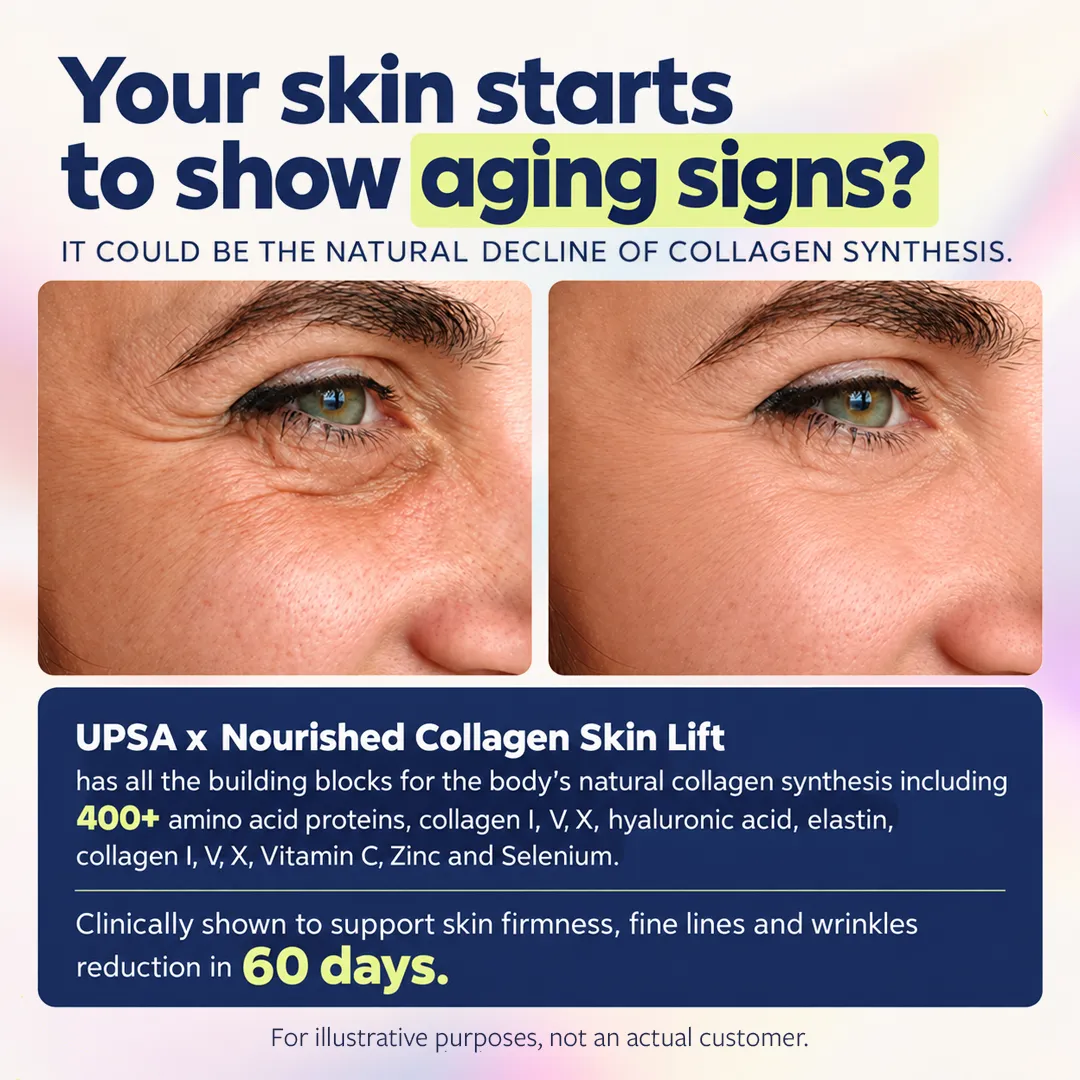 Your skin starts
to show aging signs?
IT COULD BE THE NATURAL DECLINE OF COLLAGEN SYNTHESIS.
UPSA x Nourished Collagen Skin Lift
has all the building blocks for the body's natural collagen synthesis including
400+ amino acid proteins, collagen I, V, X, hyaluronic acid, elastin,
collagen I, V, X, Vitamin C, Zinc and Selenium.
Clinically shown to support skin firmness, fine lines and wrinkles
reduction in 60 days.
For illustrative purposes, not an actual customer.